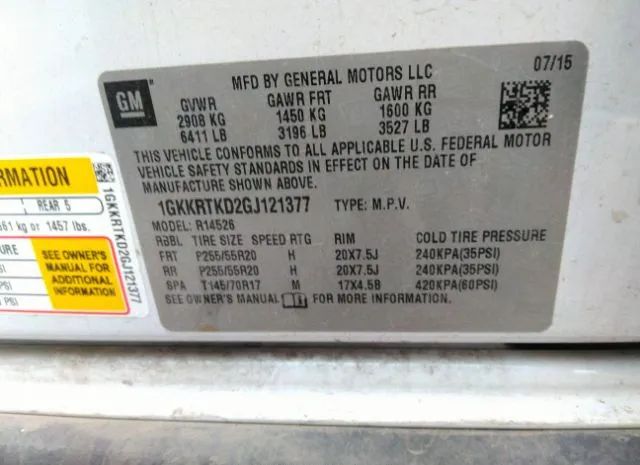 GM
MFD BY GENERAL MOTORS LLC
07/15
GVWR GAWR FRT GAWR RR
2908 KG 1450 KG 1600 KG
6411 LB 3196 LB 3527 LB
THIS VEHICLE CONFORMS TO ALL APPLICABLE U.S. FEDERAL MOTOR
VEHICLE SAFETY STANDARDS IN EFFECT ON THE DATE OF
MANUFACTURE SHOWN ABOVE.
1GKKRTKD2GJ121377 TYPE: M.P.V.
MODEL: R14526
RBBL TIRE SIZE SPEED RTG RIM COLD TIRE PRESSURE
FRT P255/55R20 H 20X7.5J 240KPA(35PSI)
RR P255/55R20 H 20X7.5J 240KPA(35PSI)
SPA T145/70R17 M 17X4.5B 420KPA(60PSI)
SEE OWNER'S MANUAL FOR MORE INFORMATION.
REAR 5
kg or 1457 lbs.
SEE OWNER'S
MANUAL FOR
ADDITIONAL
INFORMATION
1GKKRTKD2GJ121377